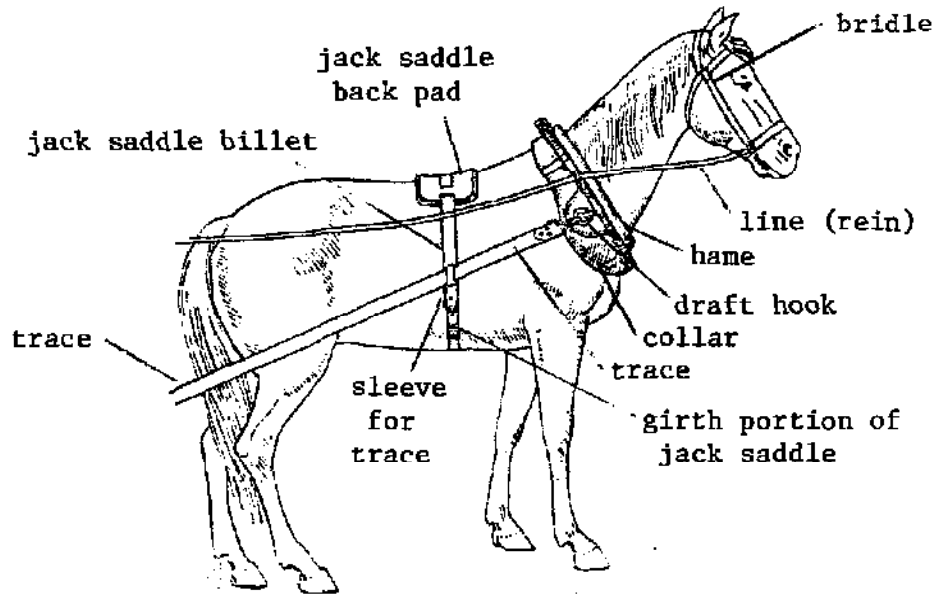 bridle
jack saddle
back pad
jack saddle billet
line (rein)
hame
draft hook
collar
trace
trace
sleeve
for
trace
girth portion of
jack saddle